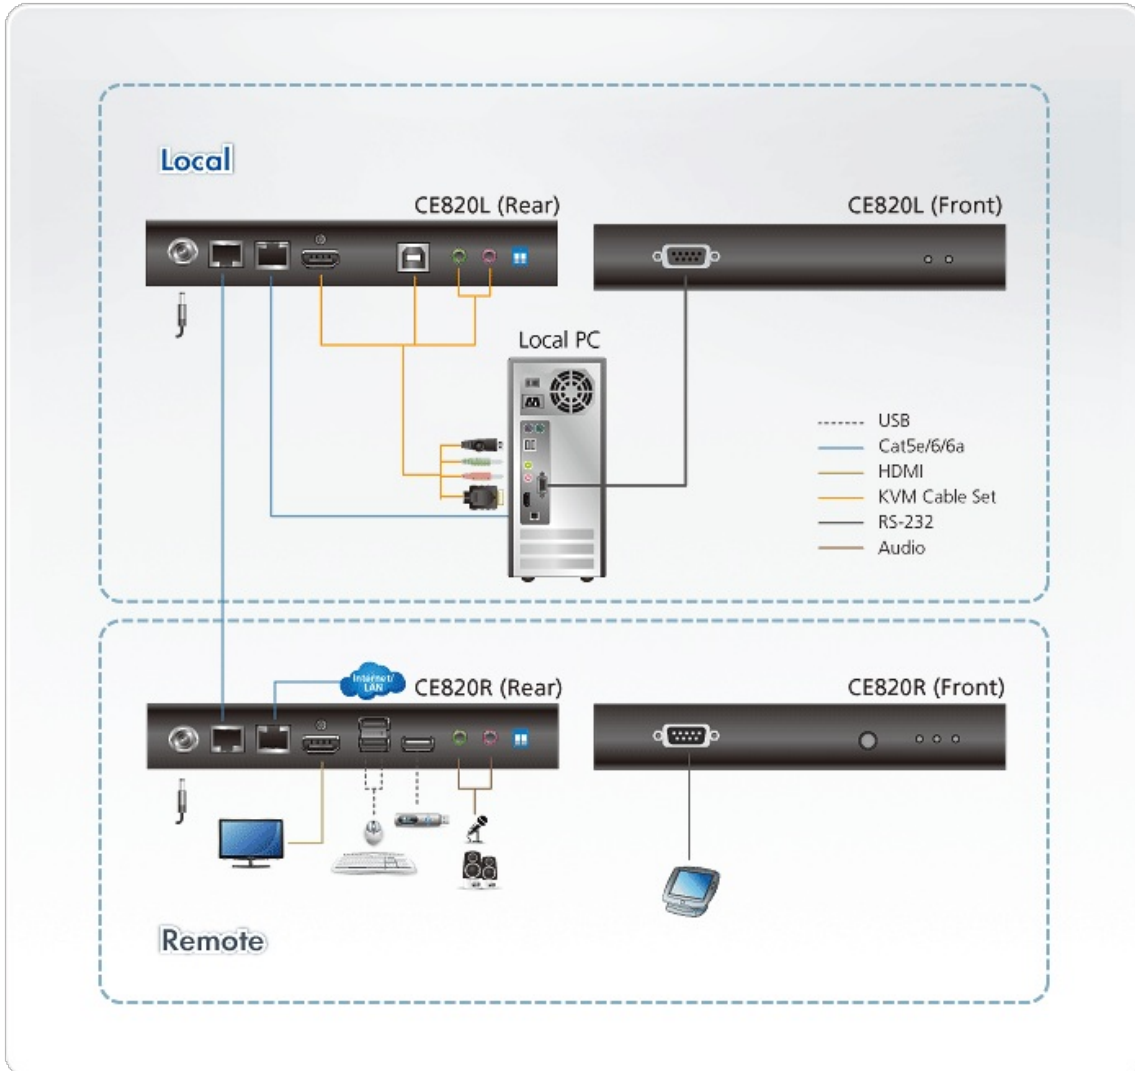 Local
CE820L (Rear)
CE820L (Front)
Local PC
USB
Cat5e/6/6a
HDMI
KVM Cable Set
RS-232
Audio
Internet/
LAN
CE820R (Rear)
CE820R (Front)
Remote